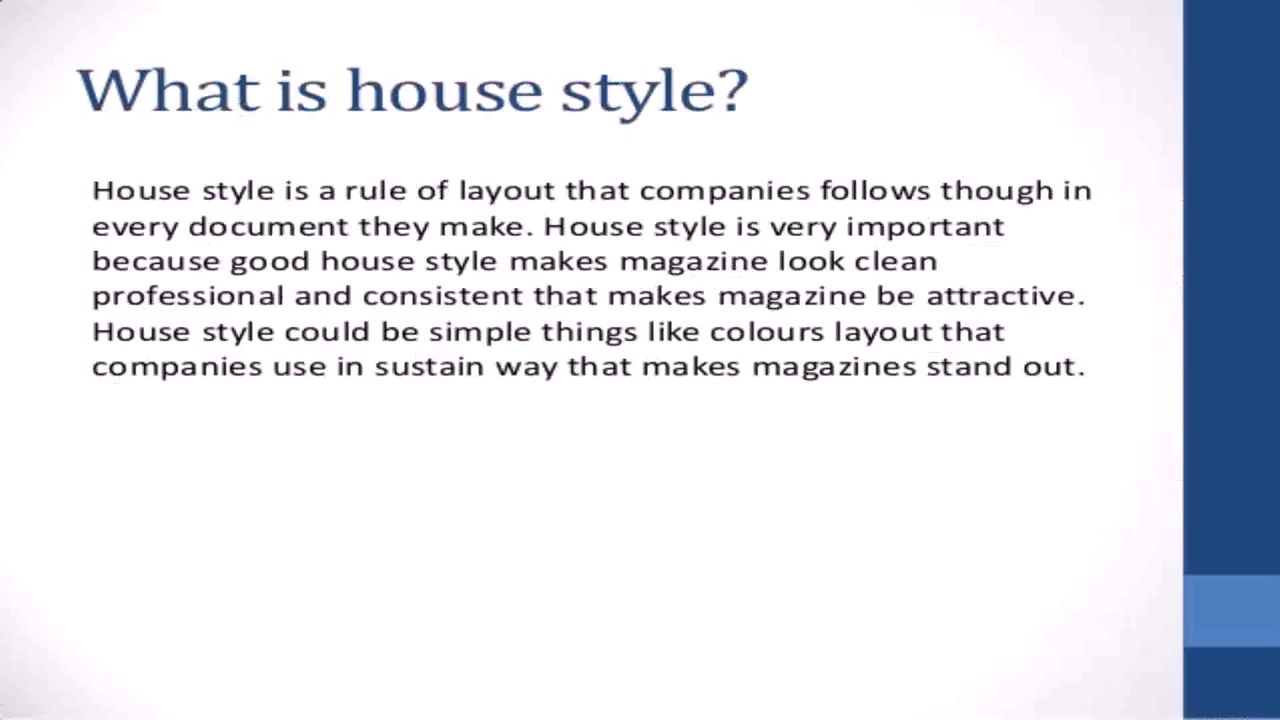 What is house style?
House style is a rule of layout that companies follows though in
every document they make. House style is very important
because good house style makes magazine look clean
professional and consistent that makes magazine be attractive.
House style could be simple things like colours layout that
companies use in sustain way that makes magazines stand out.